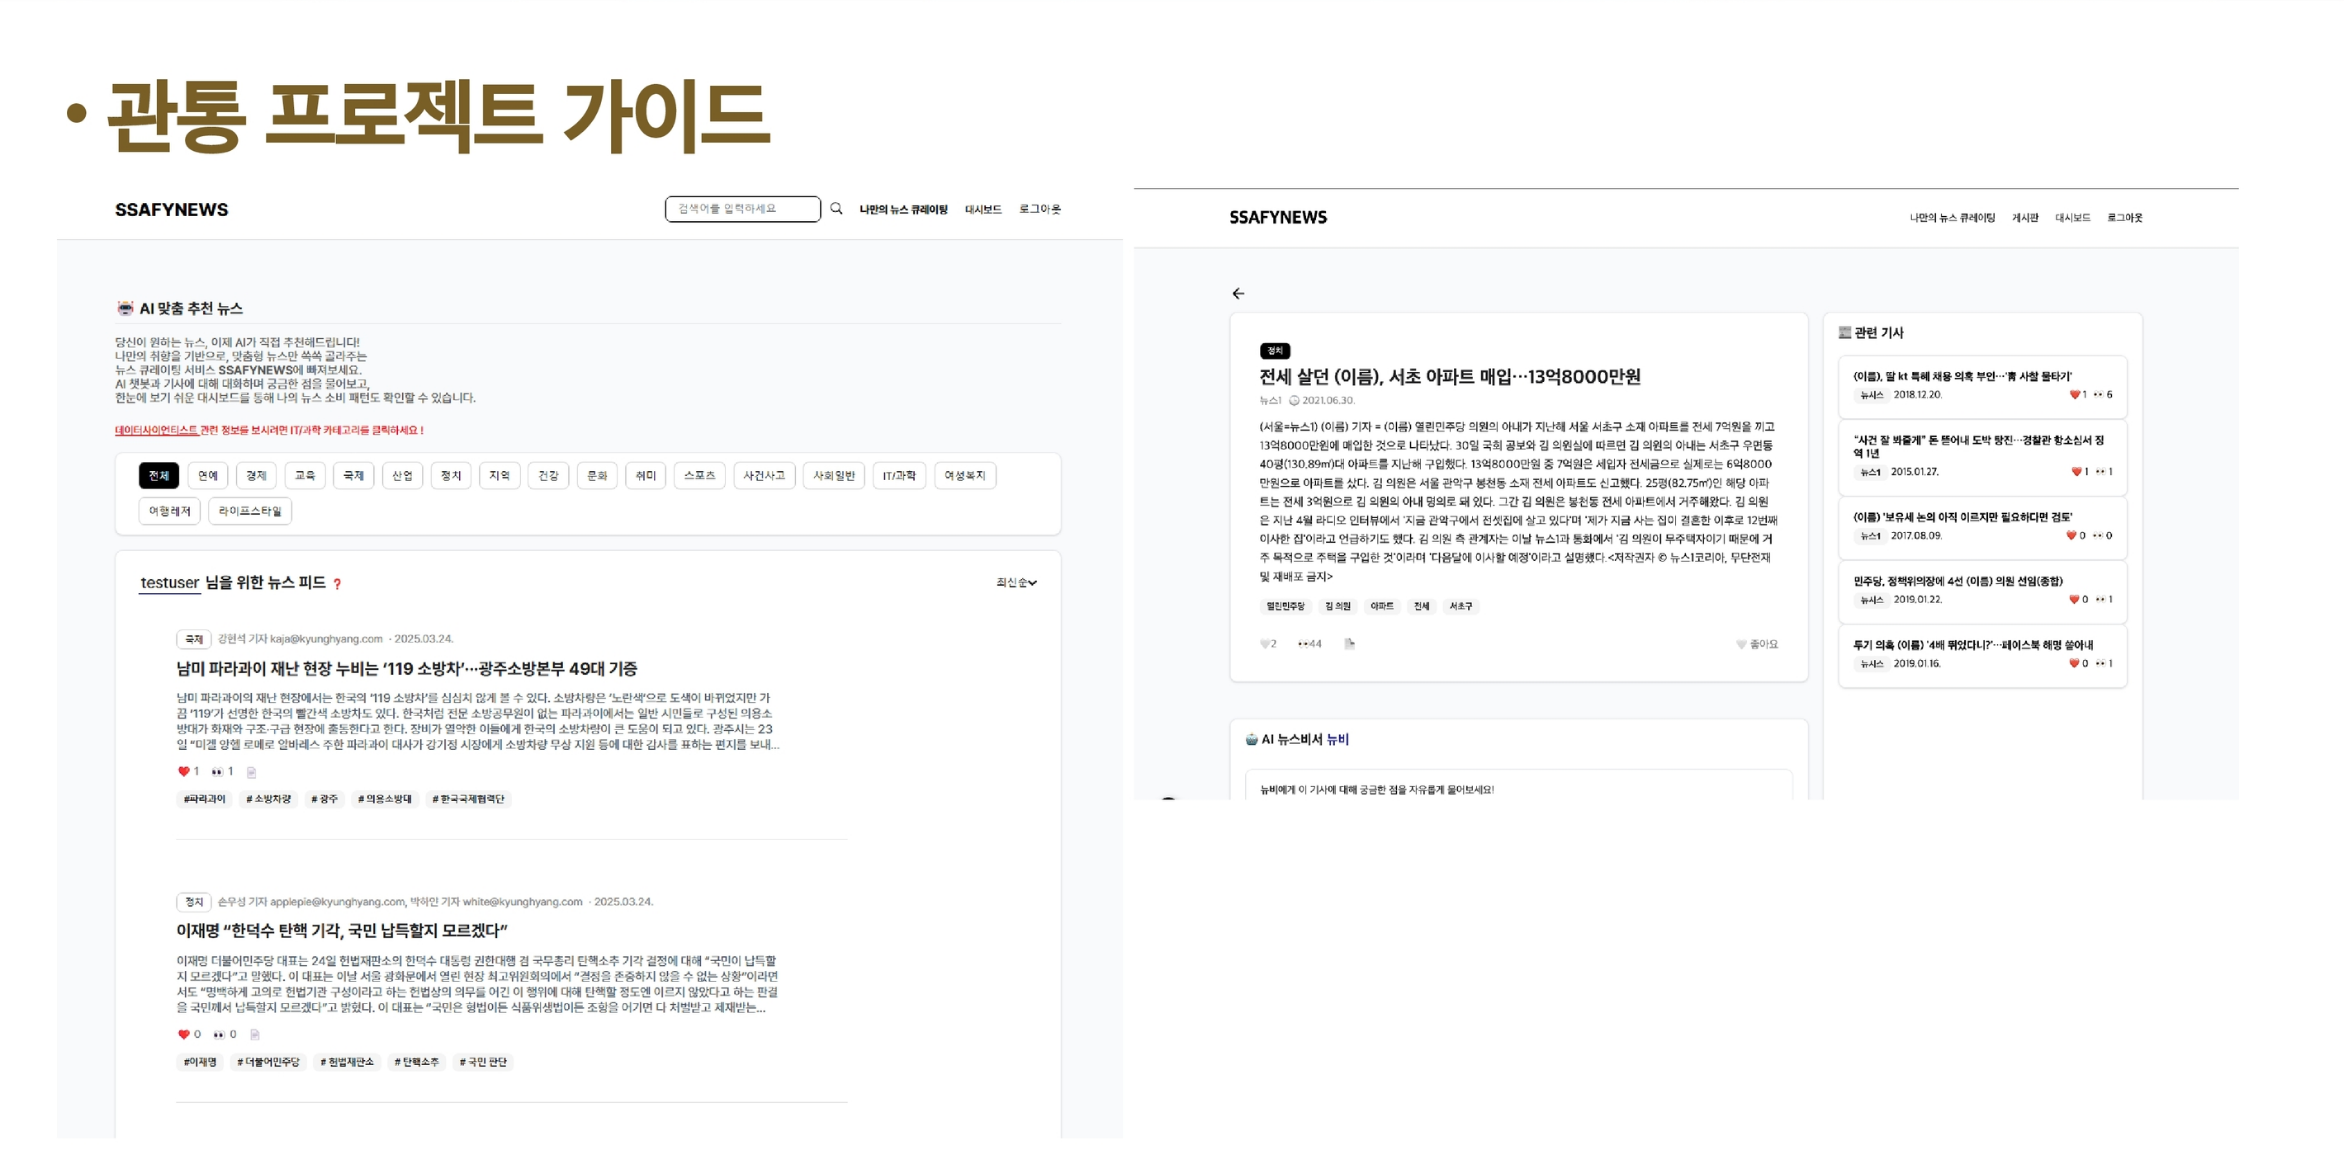 • 관통 프로젝트 가이드
SSAFYNEWS
검색어를 입력하세요
나만의 뉴스 큐레이팅 대시보드 로그아웃
AI 맞춤 추천 뉴스
당신이 원하는 뉴스, 이제 AI가 직접 추천해드립니다!
나만의 취향을 기반으로, 맞춤형 뉴스만 쏙쏙 골라주는
뉴스 큐레이팅 서비스 SSAFYNEWS에 빠져보세요.
AI 챗봇과 기사에 대해 대화하며 궁금한 점을 물어보고,
한눈에 보기 쉬운 대시보드를 통해 나의 뉴스 소비 패턴도 확인할 수 있습니다.
데이터사이언티스트 관련 정보를 보시려면 IT/과학 카테고리를 클릭하세요 !
전체 연예 경제 교육 국제 산업 정치 지역 건강 문화 취미 스포츠 사건사고 사회일반 IT/과학 여성복지
여행레저 라이프스타일
testuser 님을 위한 뉴스 피드 ❓
최신순
국제 강현석 기자 kaja@kyunghyang.com · 2025.03.24.
남미 파라과이 재난 현장 누비는 ‘119 소방차’…광주소방본부 49대 기증
남미 파라과이의 재난 현장에서는 한국의 ‘119 소방차’를 심심치 않게 볼 수 있다. 소방차량은 ‘노란색’으로 도색이 바뀌었지만 가
끔 ‘119’가 선명한 한국의 빨간색 소방차도 있다. 한국처럼 전문 소방공무원이 없는 파라과이에서는 일반 시민들로 구성된 의용소
방대가 화재와 구조·구급 현장에 출동한다고 한다. 장비가 열악한 이들에게 한국의 소방차량이 큰 도움이 되고 있다. 광주시는 23
일 “미겔 앙헬 로메로 알바레스 주한 파라과이 대사가 강기정 시장에게 소방차량 무상 지원 등에 대한 감사를 표하는 편지를 보내...
❤️ 1 👀 1
#파라과이 # 소방차량 # 광주 # 의용소방대 # 한국국제협력단
정치 손우성 기자 applepie@kyunghyang.com, 박하얀 기자 white@kyunghyang.com · 2025.03.24.
이재명 “한덕수 탄핵 기각, 국민 납득할지 모르겠다”
이재명 더불어민주당 대표는 24일 헌법재판소의 한덕수 대통령 권한대행 겸 국무총리 탄핵소추 기각 결정에 대해 “국민이 납득할
지 모르겠다”고 말했다. 이 대표는 이날 서울 광화문에서 열린 현장 최고위원회의에서 “결정을 존중하지 않을 수 없는 상황”이라면
서도 “명백하게 고의로 헌법기관 구성이라고 하는 헌법상의 의무를 어긴 이 행위에 대해 탄핵할 정도엔 이르지 않았다고 하는 판결
을 국민께서 납득할지 모르겠다”고 밝혔다. 이 대표는 “국민은 형법이든 식품위생법이든 조항을 어기면 다 처벌받고 제재받는...
❤️ 0 👀 0
#이재명 # 더불어민주당 # 헌법재판소 # 탄핵소추 # 국민 판단
SSAFYNEWS
나만의 뉴스 큐레이팅 게시판 대시보드 로그아웃
←
정치
전세 살던 (이름), 서초 아파트 매입…13억8000만원
뉴스1 2021.06.30.
(서울=뉴스1) (이름) 기자 = (이름) 열린민주당 의원의 아내가 지난해 서울 서초구 소재 아파트를 전세 7억원을 끼고
13억8000만원에 매입한 것으로 나타났다. 30일 국회 공보와 김 의원실에 따르면 김 의원의 아내는 서초구 우면동
40평(130.89㎡)대 아파트를 지난해 구입했다. 13억8000만원 중 7억원은 세입자 전세금으로 실제로는 6억8000
만원으로 아파트를 샀다. 김 의원은 서울 관악구 봉천동 소재 전세 아파트도 신고했다. 25평(82.75㎡)인 해당 아파
트는 전세 3억원으로 김 의원의 아내 명의로 돼 있다. 그간 김 의원은 봉천동 전세 아파트에서 거주해왔다. 김 의원
은 지난 4월 라디오 인터뷰에서 '지금 관악구에서 전셋집에 살고 있다'며 '제가 지금 사는 집이 결혼한 이후로 12번째
이사한 집'이라고 언급하기도 했다. 김 의원 측 관계자는 이날 뉴스1과 통화에서 '김 의원이 무주택자이기 때문에 거
주 목적으로 주택을 구입한 것'이라며 '다음달에 이사할 예정'이라고 설명했다.<저작권자 © 뉴스1코리아, 무단전재
및 재배포 금지>
열린민주당 김 의원 아파트 전세 서초구
2 👀44
좋아요
AI 뉴스비서 뉴비
뉴비에게 이 기사에 대해 궁금한 점을 자유롭게 물어보세요!
관련 기사
(이름), 딸 kt 특혜 채용 의혹 부인…'靑 사찰 물타기'
뉴시스 2018.12.20. ❤️ 1 👀 6
"사건 잘 봐줄게" 돈 뜯어내 도박 탕진…경찰관 항소심서 징
역 1년
뉴스1 2015.01.27. ❤️ 1 👀 1
(이름) '보유세 논의 아직 이르지만 필요하다면 검토'
뉴스1 2017.08.09. ❤️ 0 👀 0
민주당, 정책위의장에 4선 (이름) 의원 선임(종합)
뉴시스 2019.01.22. ❤️ 0 👀 1
투기 의혹 (이름) '4배 뛰었다니?'…페이스북 해명 쏟아내
뉴시스 2019.01.16. ❤️ 0 👀 1